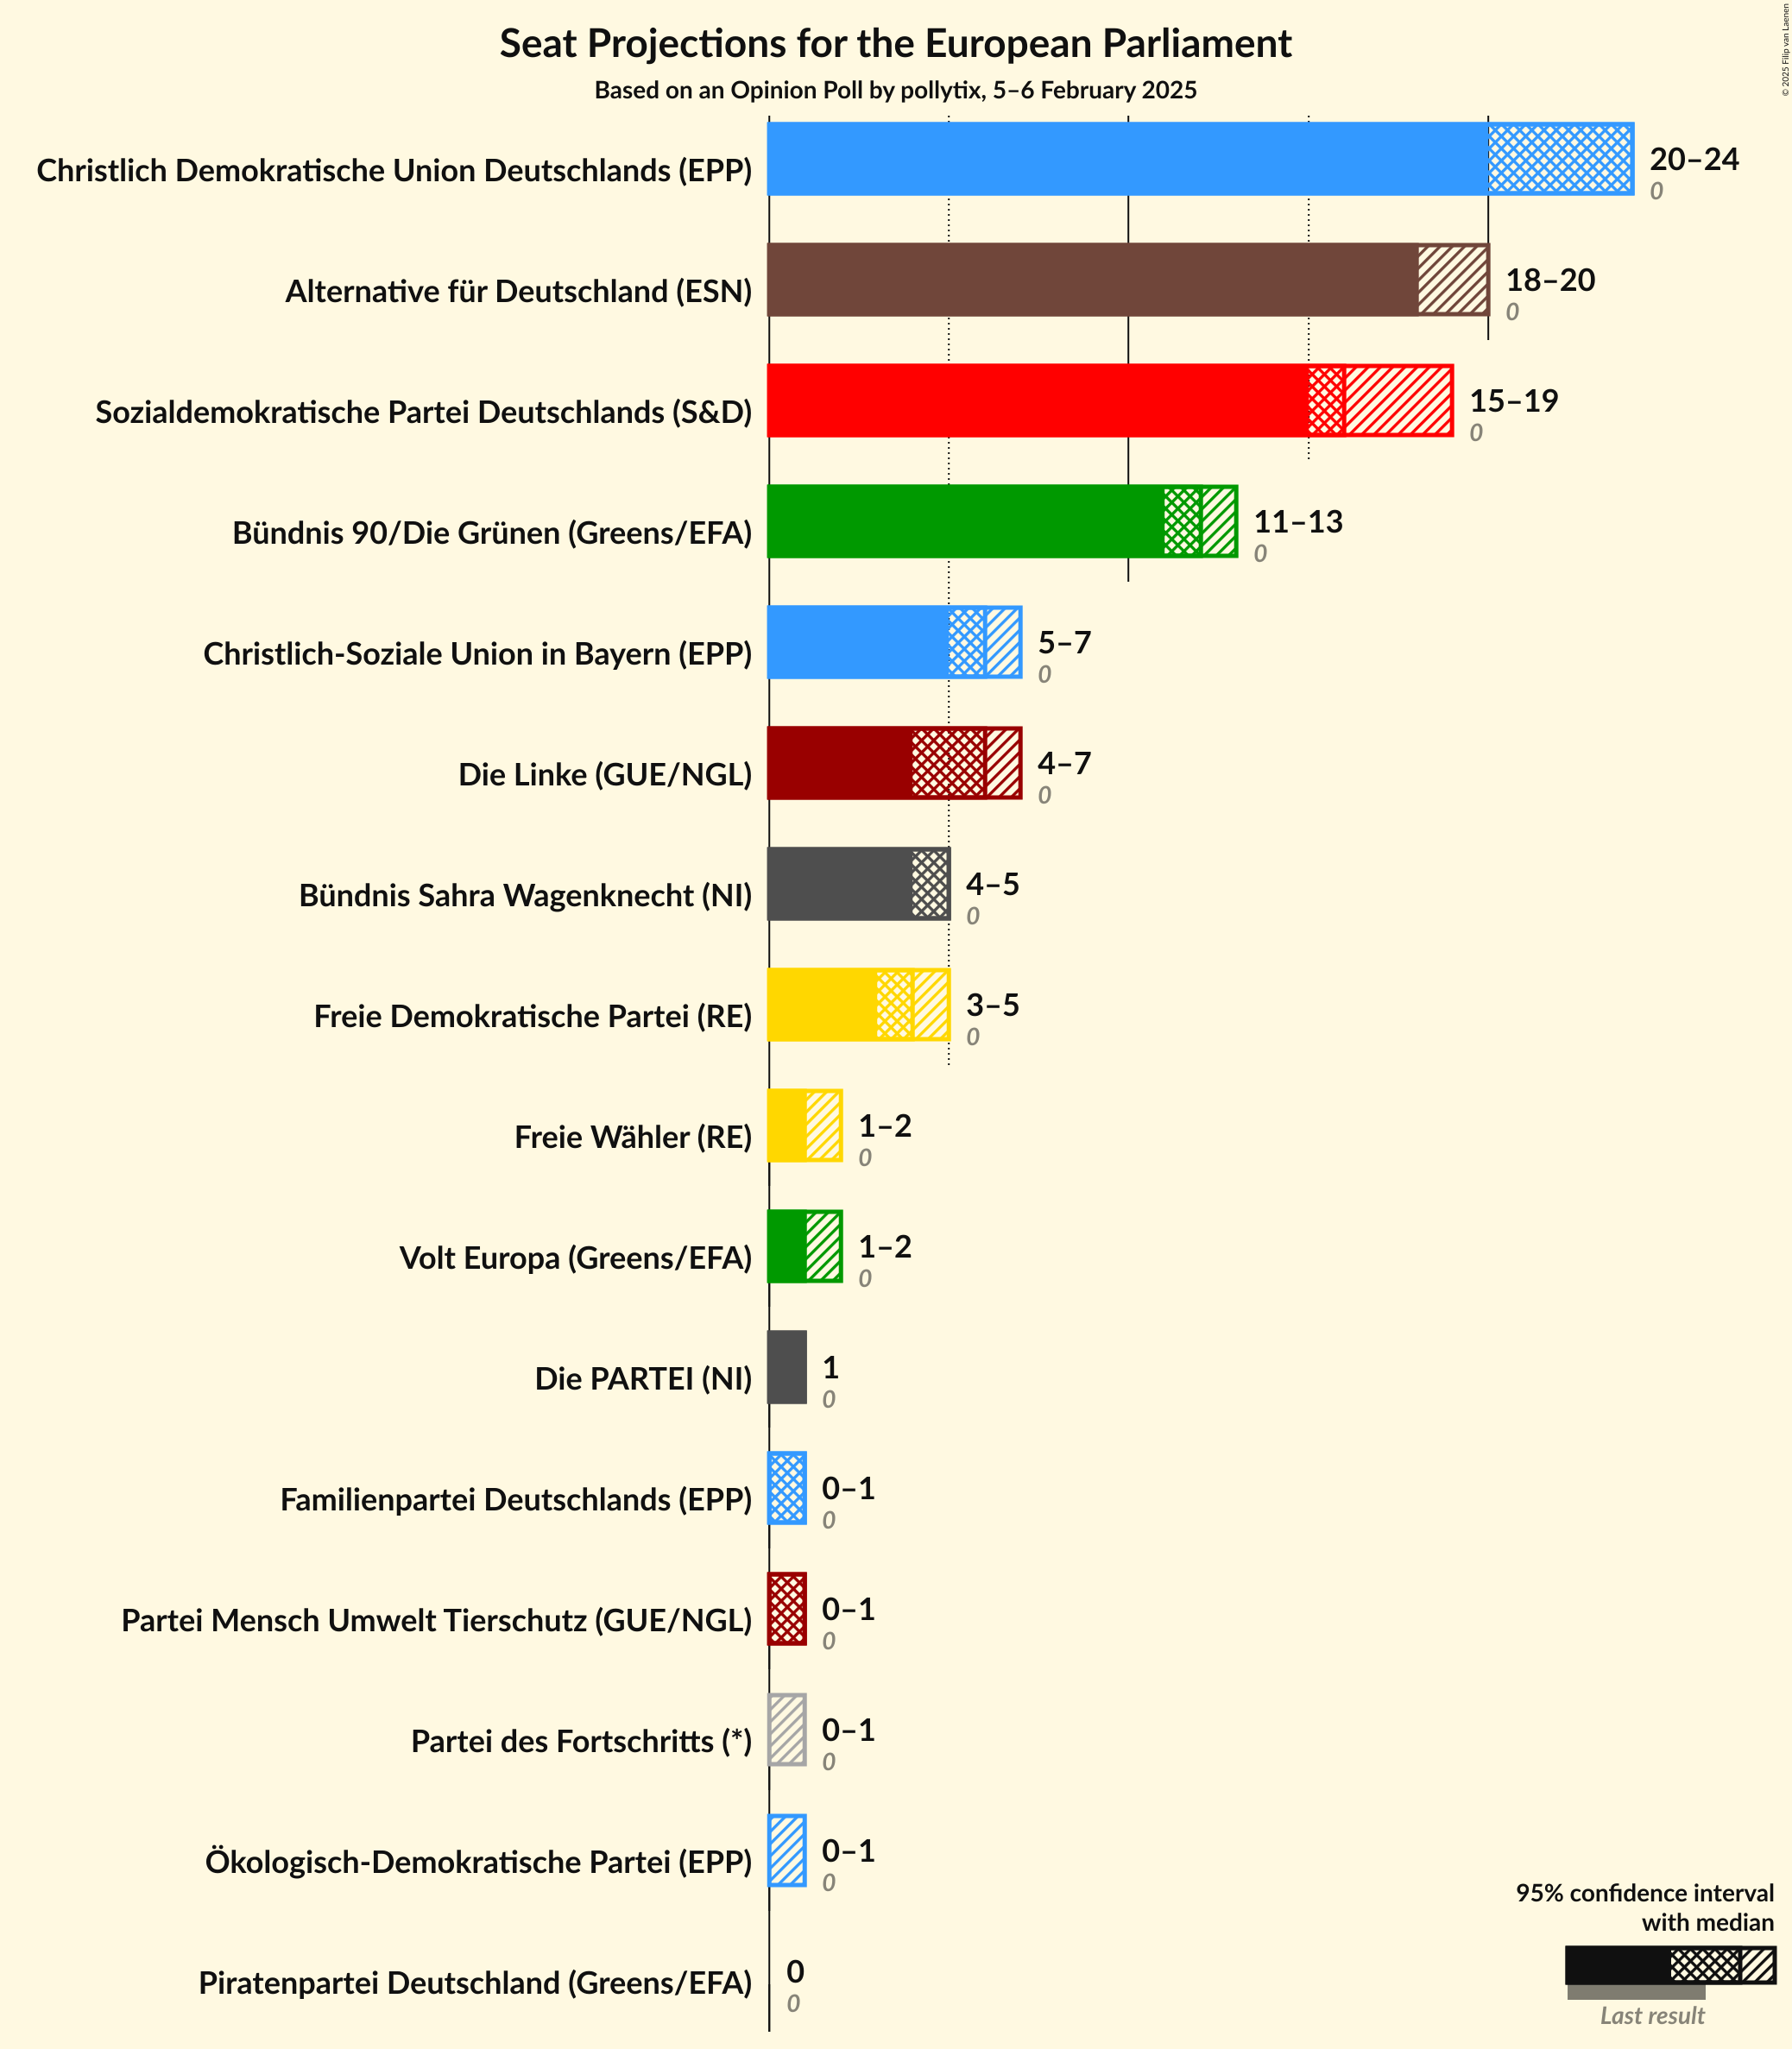 Seat Projections for the European Parliament
Based on an Opinion Poll by pollytix, 5–6 February 2025
© 2025 Filip van Laenen
Christlich Demokratische Union Deutschlands (EPP)
20–24
0
Alternative für Deutschland (ESN)
18–20
0
Sozialdemokratische Partei Deutschlands (S&D)
15–19
0
Bündnis 90/Die Grünen (Greens/EFA)
11–13
0
Christlich-Soziale Union in Bayern (EPP)
5–7
0
Die Linke (GUE/NGL)
4–7
0
Bündnis Sahra Wagenknecht (NI)
4–5
0
Freie Demokratische Partei (RE)
3–5
0
Freie Wähler (RE)
1–2
0
Volt Europa (Greens/EFA)
1–2
0
Die PARTEI (NI)
1
0
Familienpartei Deutschlands (EPP)
0–1
0
Partei Mensch Umwelt Tierschutz (GUE/NGL)
0–1
0
Partei des Fortschritts (*)
0–1
0
Ökologisch-Demokratische Partei (EPP)
0–1
0
Piratenpartei Deutschland (Greens/EFA)
0
0
95% confidence interval
with median
Last result